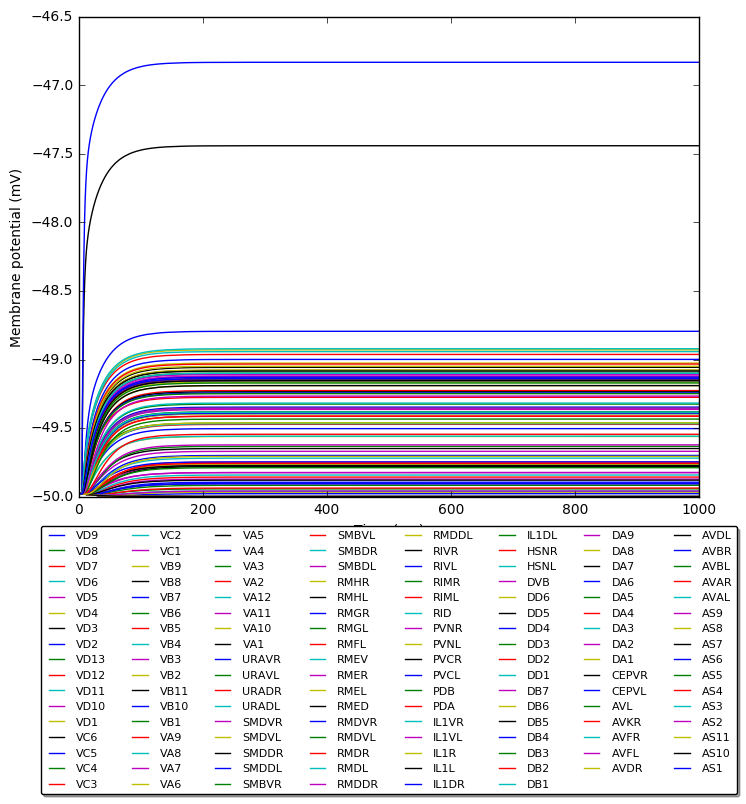 −46.5
−47.0
−47.5
−48.0
−48.5
−49.0
−49.5
−50.0
Membrane potential (mV)
0 200 400 600 800 1000
VD9 VC2 VA5 SMBVL RMDDL IL1DL DA9 AVDL
VD8 VC1 VA4 SMBDR RIVR HSNR DA8 AVBR
VD7 VB9 VA3 SMBDL RIVL HSNL DA7 AVBL
VD6 VB8 VA2 RMHR RIMR DVB DA6 AVAR
VD5 VB7 VA12 RMHL RIML DD6 DA5 AVAL
VD4 VB6 VA11 RMGR RID DD5 DA4 AS9
VD3 VB5 VA10 RMGL PVNR DD4 DA3 AS8
VD2 VB4 VA1 RMFL PVNL DD3 DA2 AS7
VD13 VB3 URAVR RMEV PVCR DD2 DA1 AS6
VD12 VB2 URAVL RMER PVCL DD1 CEPVR AS5
VD11 VB11 URADR RMEL PDB DB7 CEPVL AS4
VD10 VB10 URADL RMED PDA DB6 AVL AS3
VD1 VB1 SMDVR RMDVR IL1VR DB5 AVKR AS2
VC6 VA9 SMDVL RMDVL IL1VL DB4 AVFR AS10
VC5 VA8 SMDDR RMDR IL1R DB3 AVFL AS1
VC4 VA7 SMDDL RMDL IL1L DB2 AVDR
VC3 VA6 SMBVR RMDDR IL1DR DB1